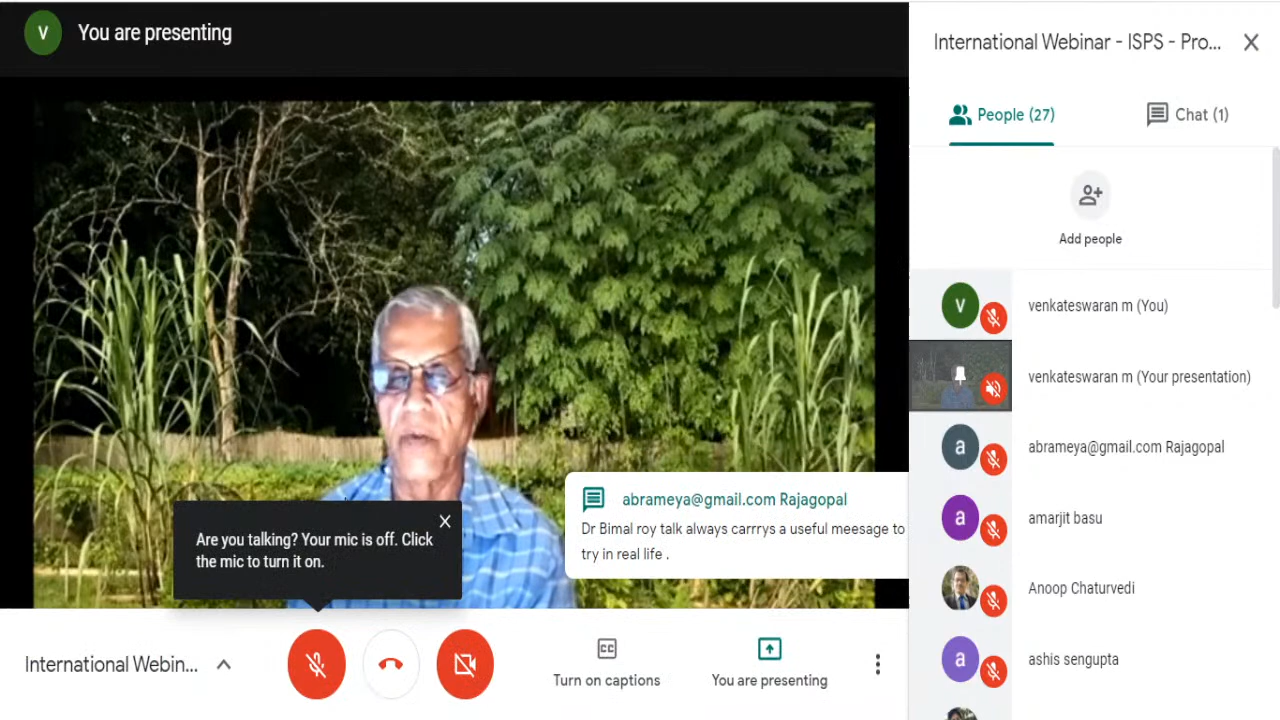 V
You are presenting
International Webinar - ISPS - Pro...
People (27)
Chat (1)
Add people
V
venkateswaran m (You)
venkateswaran m (Your presentation)
a
abrameya@gmail.com Rajagopal
a
amarjit basu
Anoop Chaturvedi
a
ashis sengupta
abrameya@gmail.com Rajagopal
Dr Bimal roy talk always carrrys a useful meesage to
try in real life .
Are you talking? Your mic is off. Click
the mic to turn it on.
International Webin...
CC
Turn on captions
You are presenting